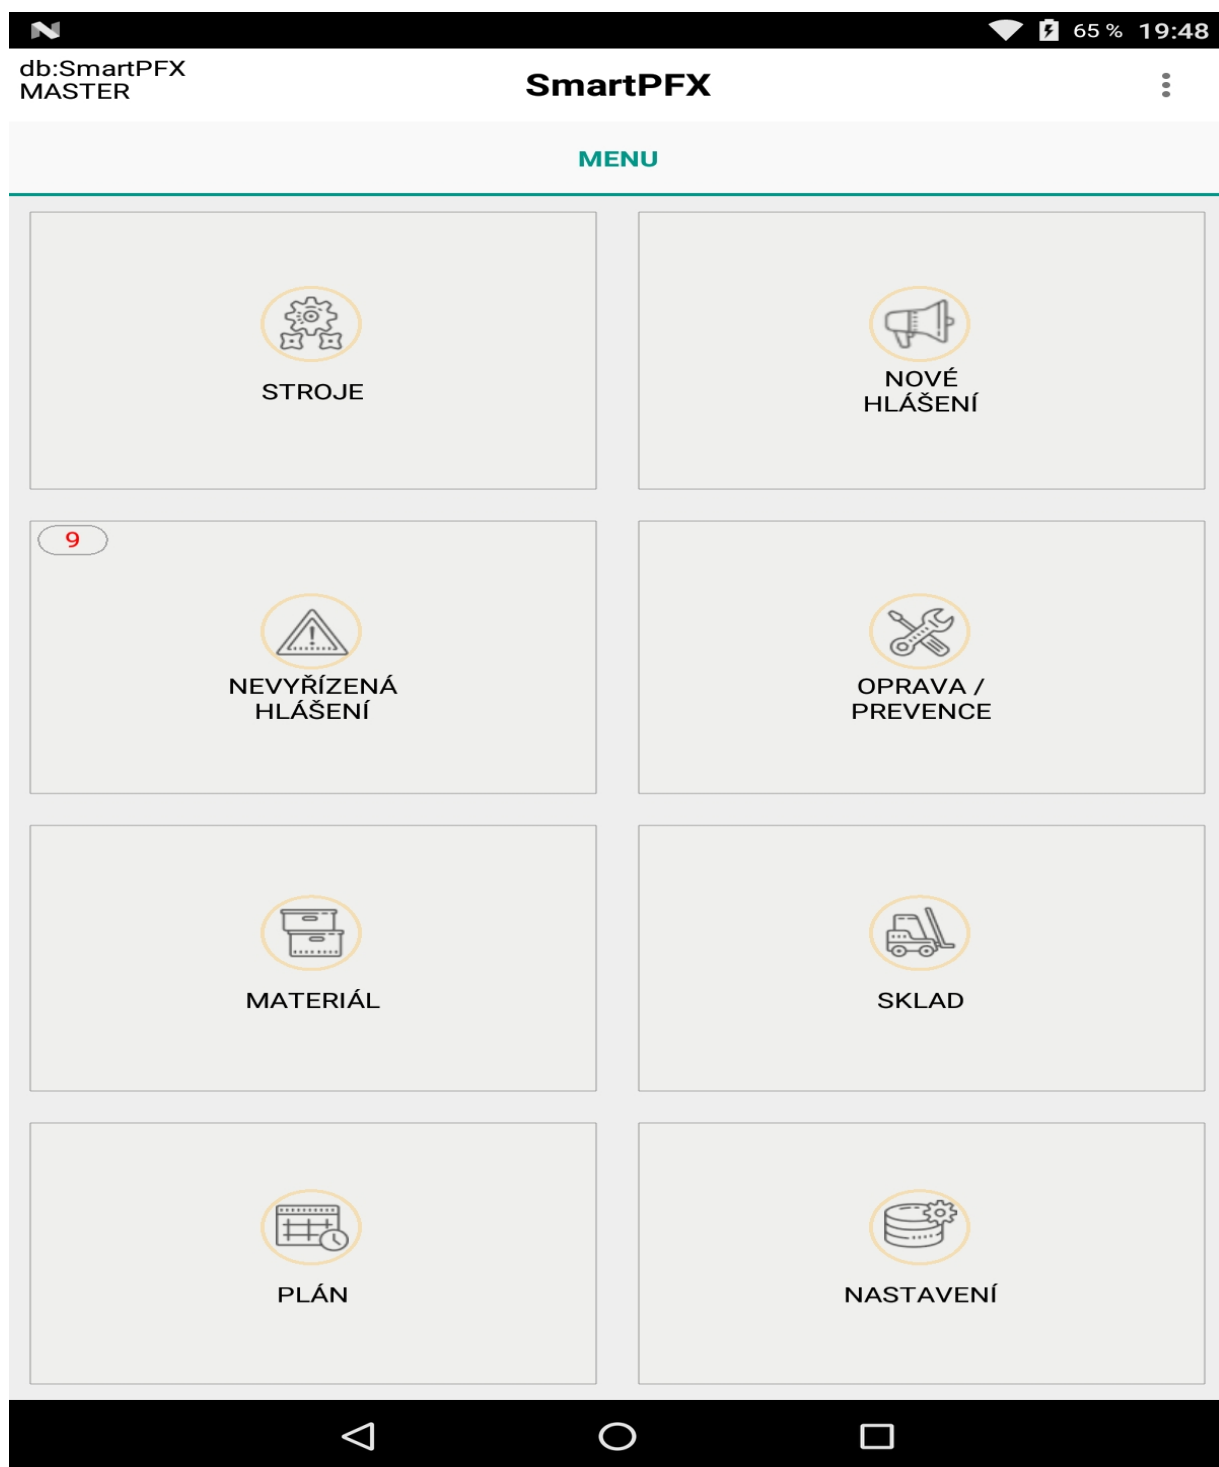 65 % 19:48
db:SmartPFX
MASTER
SmartPFX
MENU
STROJE
NOVÉ
HLÁŠENÍ
9
NEVYŘÍZENÁ
HLÁŠENÍ
OPRAVA /
PREVENCE
MATERIÁL
SKLAD
PLÁN
NASTAVENÍ